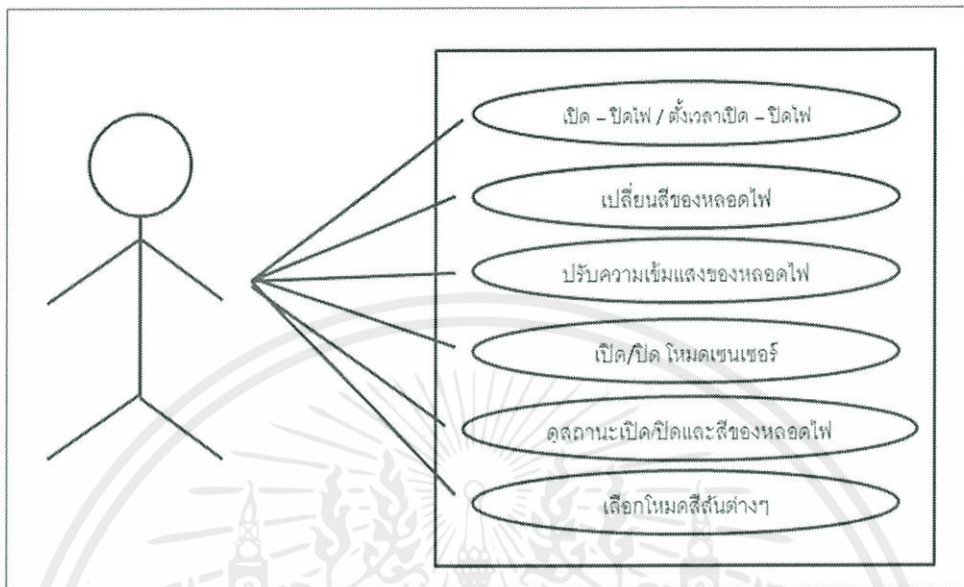 เปิด – ปิดไฟ / ตั้งเวลาเปิด – ปิดไฟ
เปลี่ยนสีของหลอดไฟ
ปรับความเข้มแสงของหลอดไฟ
เปิด/ปิด โหมดเซนเซอร์
ดูสถานะเปิด/ปิดและสีของหลอดไฟ
เลือกโหมดสีสันต่างๆ